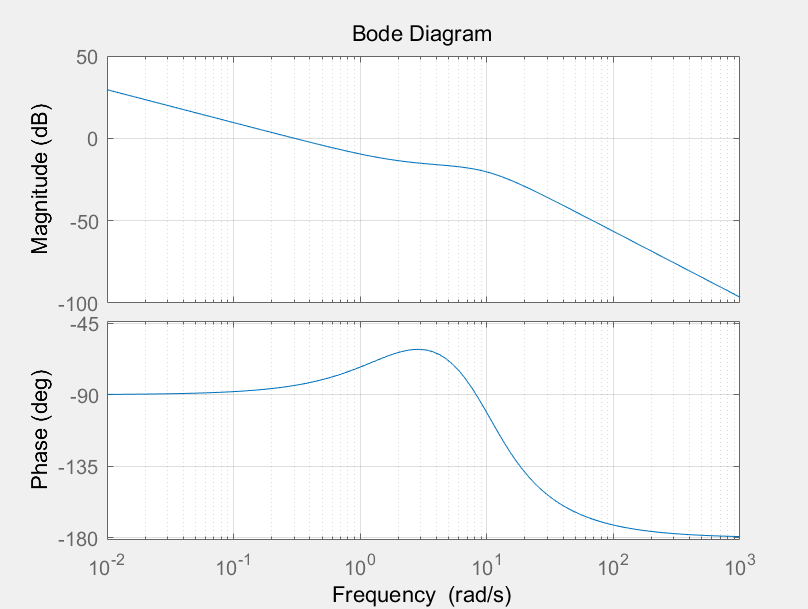 Bode Diagram
Magnitude (dB)
50
0
-50
-100
Phase (deg)
-45
-90
-135
-180
10^-2 10^-1 10^0 10^1 10^2 10^3
Frequency (rad/s)